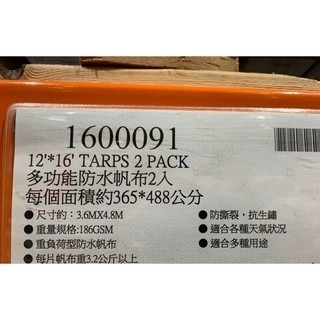 1600091
12'*16' TARPS 2 PACK
多功能防水帆布2入
每個面積約365*488公分
●尺寸約：3.6MX4.8M
●防撕裂，抗生鏽
●重量規格:186GSM
●適合各種天氣狀況
●重負荷型防水帆布
●適合多種用途
●每片帆布重3.2公斤以上